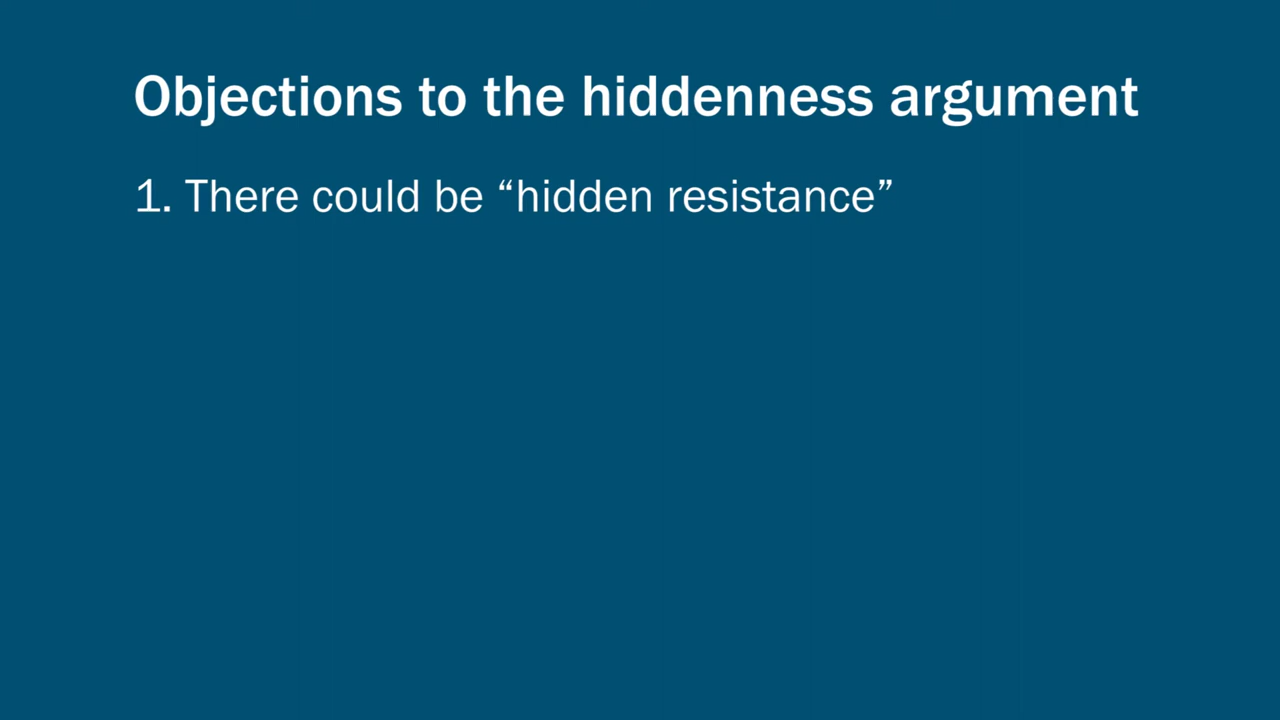 Objections to the hiddenness argument
1. There could be “hidden resistance”